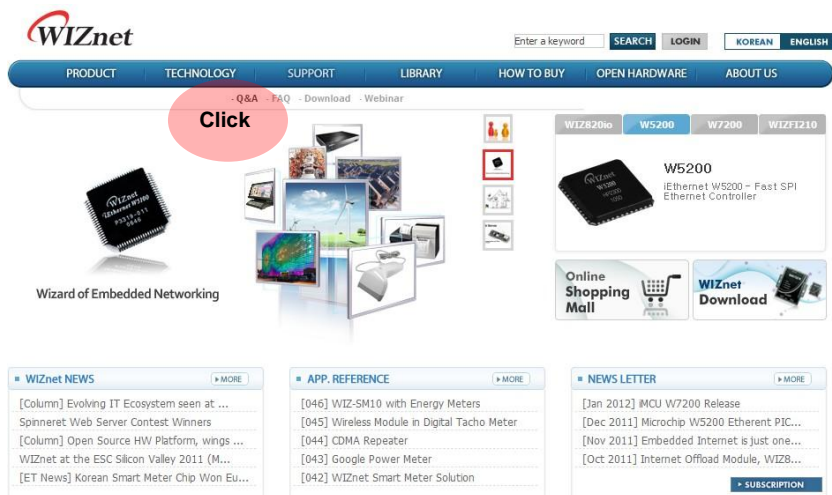 WIZnet
Enter a keyword SEARCH LOGIN KOREAN ENGLISH
PRODUCT TECHNOLOGY SUPPORT LIBRARY HOW TO BUY OPEN HARDWARE ABOUT US
- Q&A - FAQ - Download - Webinar
Click
WIZ820io W5200 W7200 WIZFI210
W5200
iEthernet W5200 - Fast SPI
Ethernet Controller
WIZnet
W5200
WIZnet
iEthernet W5100
Wizard of Embedded Networking
Online
Shopping
Mall
WIZnet
Download
WIZnet NEWS MORE
[Column] Evolving IT Ecosystem seen at ...
Spinneret Web Server Contest Winners
[Column] Open Source HW Platform, wings ...
WIZnet at the ESC Silicon Valley 2011 (M...
[ET News] Korean Smart Meter Chip Won Eu...
APP. REFERENCE MORE
[046] WIZ-SM10 with Energy Meters
[045] Wireless Module in Digital Tacho Meter
[044] CDMA Repeater
[043] Google Power Meter
[042] WIZnet Smart Meter Solution
NEWS LETTER MORE
[Jan 2012] iMCU W7200 Release
[Dec 2011] Microchip W5200 Etherent PIC...
[Nov 2011] Embedded Internet is just one...
[Oct 2011] Internet Offload Module, WIZ8...
SUBSCRIPTION